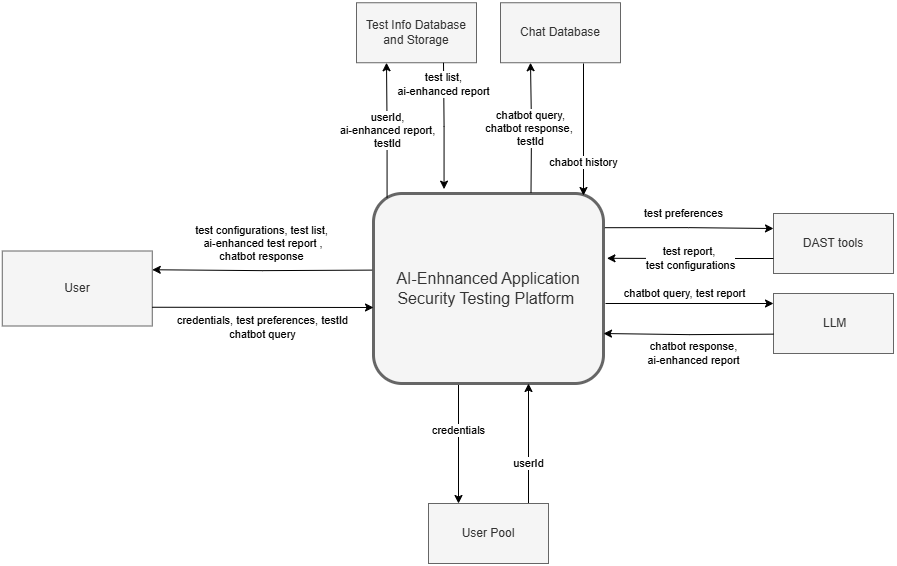 Test Info Database
and Storage
Chat Database
test list,
ai-enhanced report
userId,
ai-enhanced report,
testId
chatbot query,
chatbot response,
testId
chabot history
test configurations, test list,
ai-enhanced test report ,
chatbot response
User
credentials, test preferences, testId
chatbot query
AI-Enhnanced Application
Security Testing Platform
test preferences
DAST tools
test report,
test configurations
chatbot query, test report
LLM
chatbot response,
ai-enhanced report
credentials
userId
User Pool